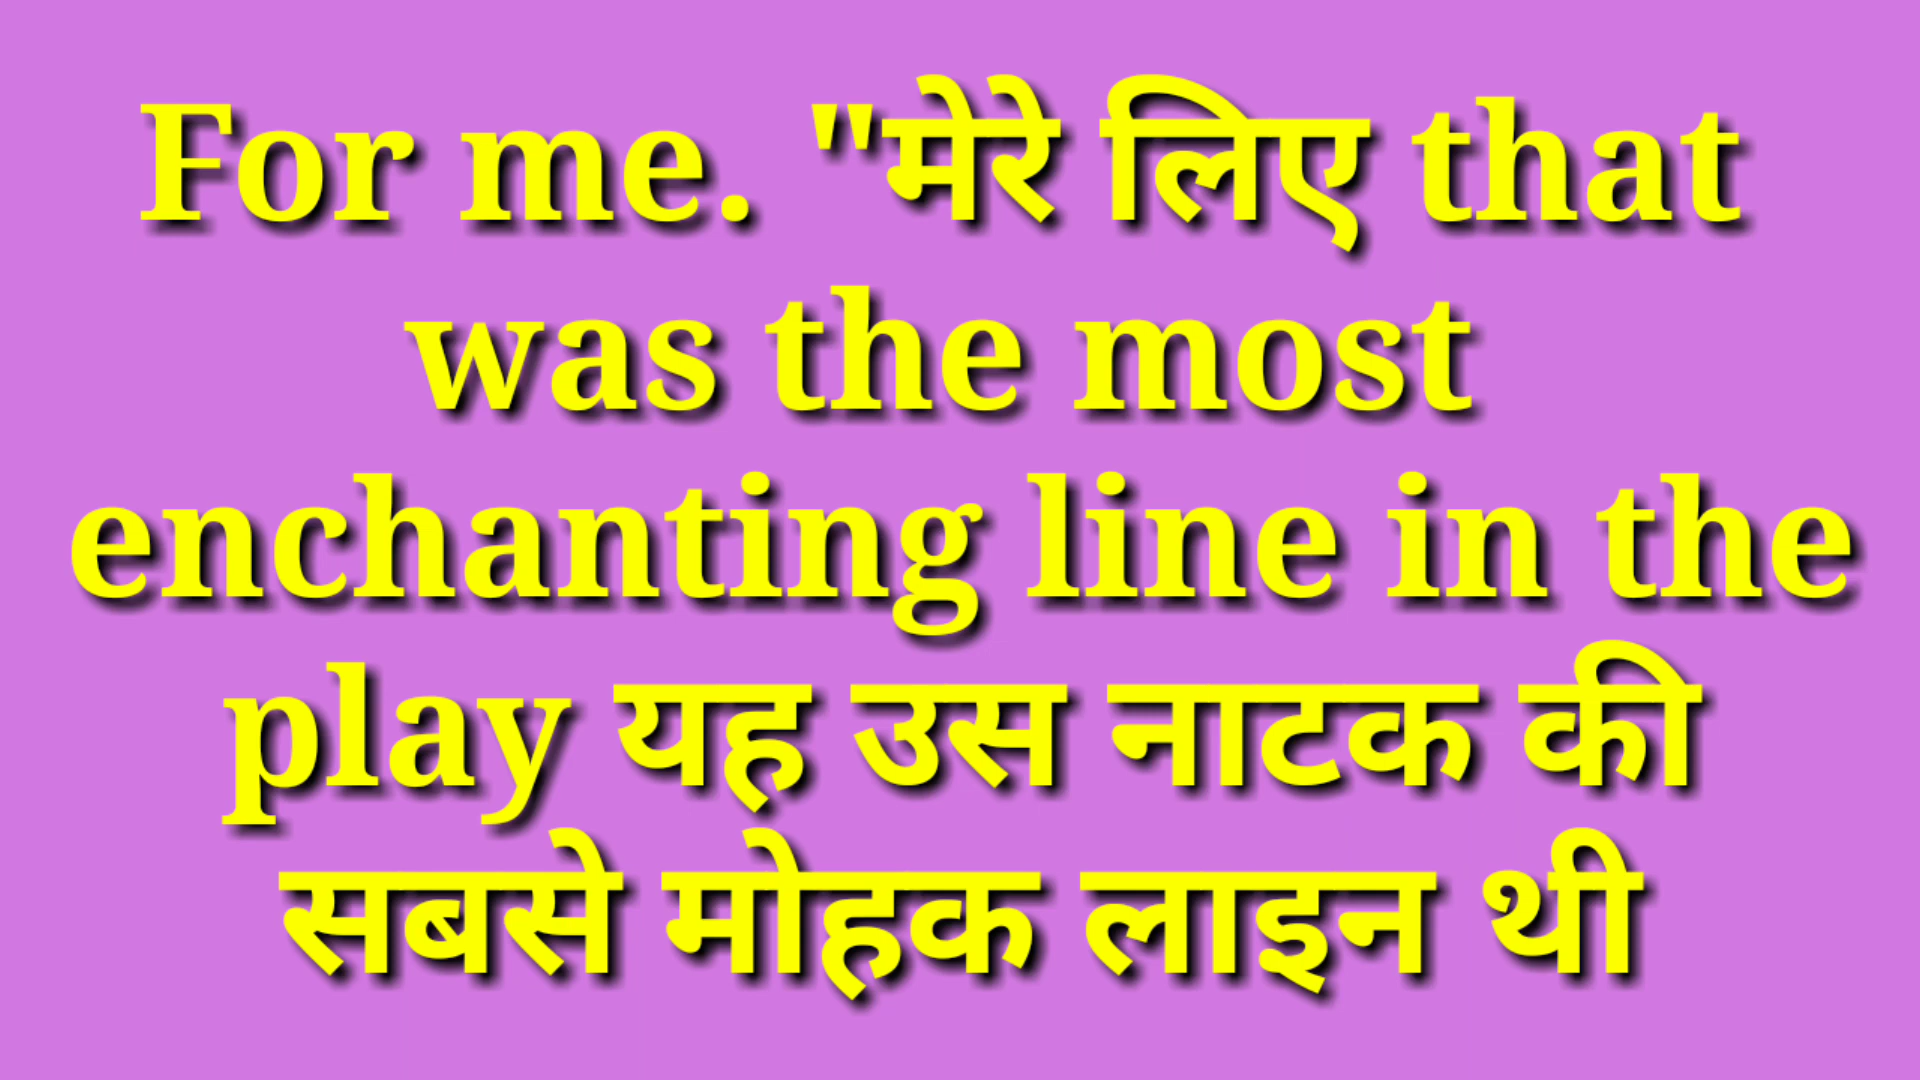 For me. "मेरे लिए that
was the most
enchanting line in the
play यह उस नाटक की
सबसे मोहक लाइन थी